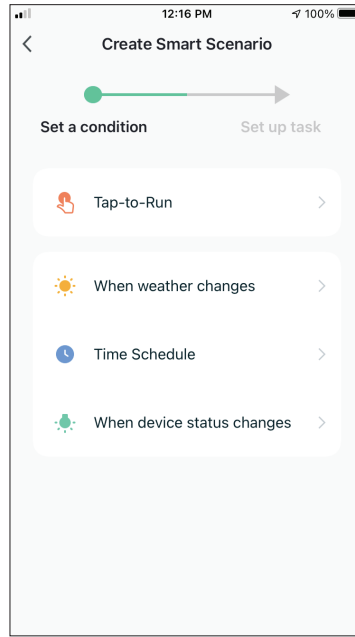 12:16 PM 100%
Create Smart Scenario
Set a condition Set up task
Tap-to-Run
When weather changes
Time Schedule
When device status changes